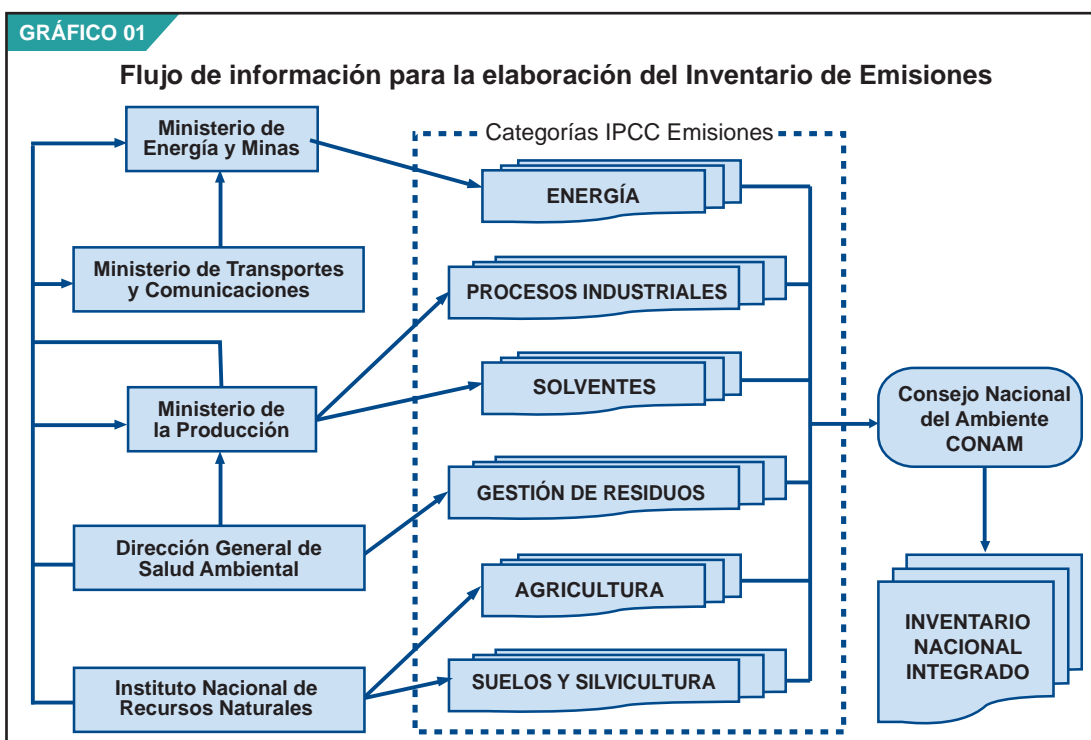 GRÁFICO 01
Flujo de información para la elaboración del Inventario de Emisiones
Ministerio de
Energía y Minas
Ministerio de Transportes
y Comunicaciones
Ministerio de
la Producción
Dirección General de
Salud Ambiental
Instituto Nacional de
Recursos Naturales
Categorías IPCC Emisiones
ENERGÍA
PROCESOS INDUSTRIALES
SOLVENTES
GESTIÓN DE RESIDUOS
AGRICULTURA
SUELOS Y SILVICULTURA
Consejo Nacional
del Ambiente
CONAM
INVENTARIO
NACIONAL
INTEGRADO